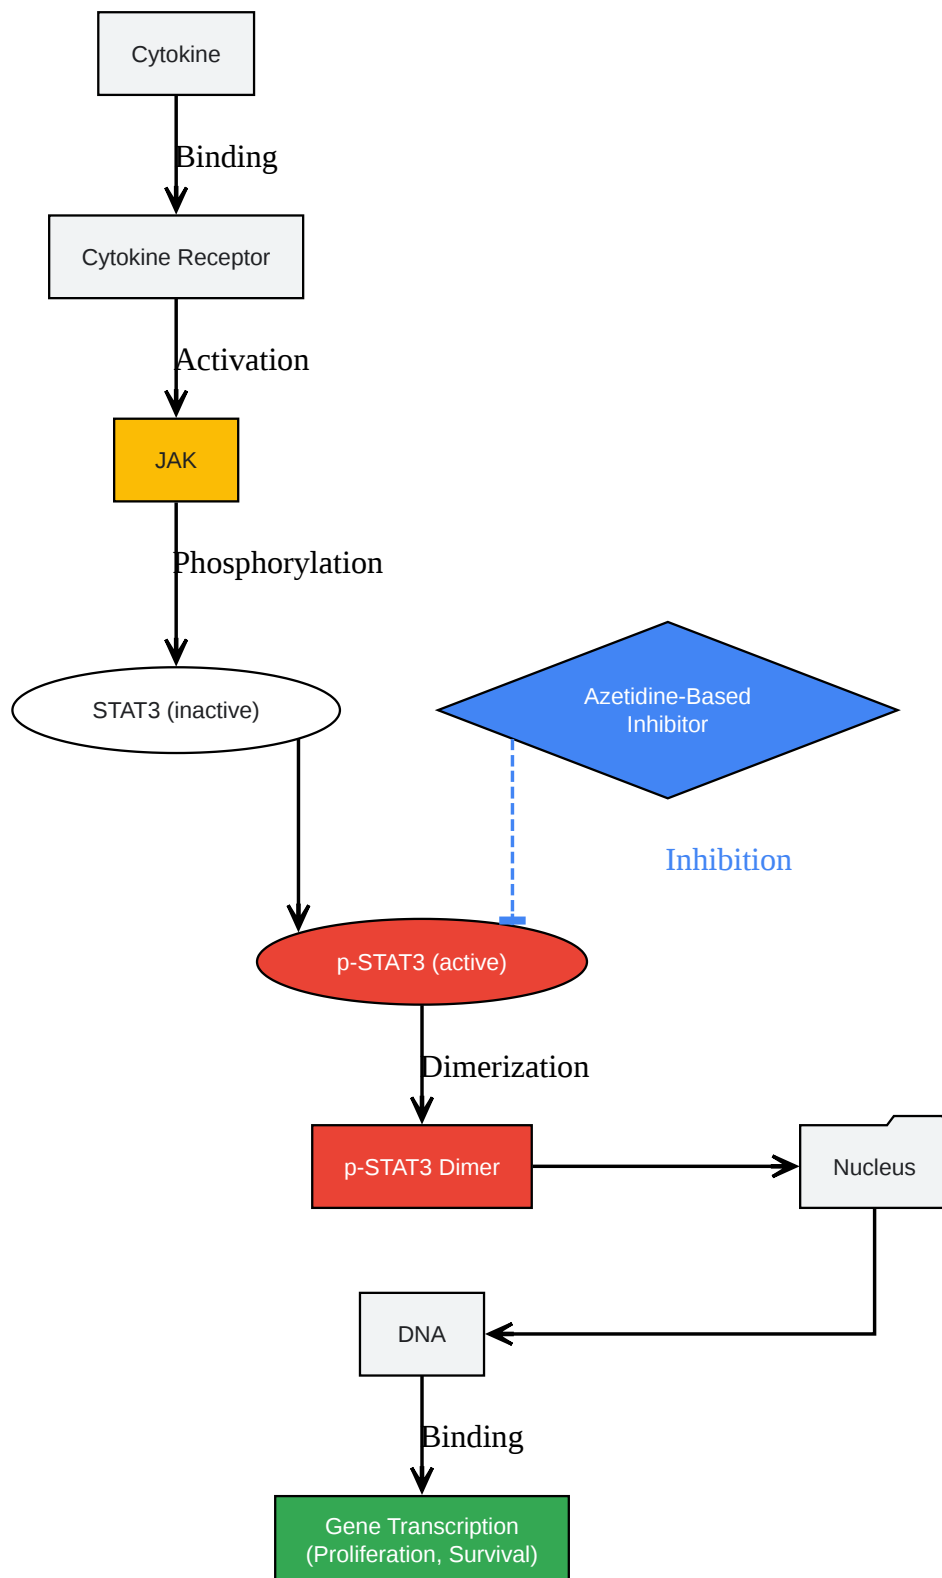 Cytokine
Binding
Cytokine Receptor
Activation
JAK
Phosphorylation
STAT3 (inactive)
Azetidine-Based
Inhibitor
Inhibition
p-STAT3 (active)
Dimerization
p-STAT3 Dimer
Nucleus
DNA
Binding
Gene Transcription
(Proliferation, Survival)